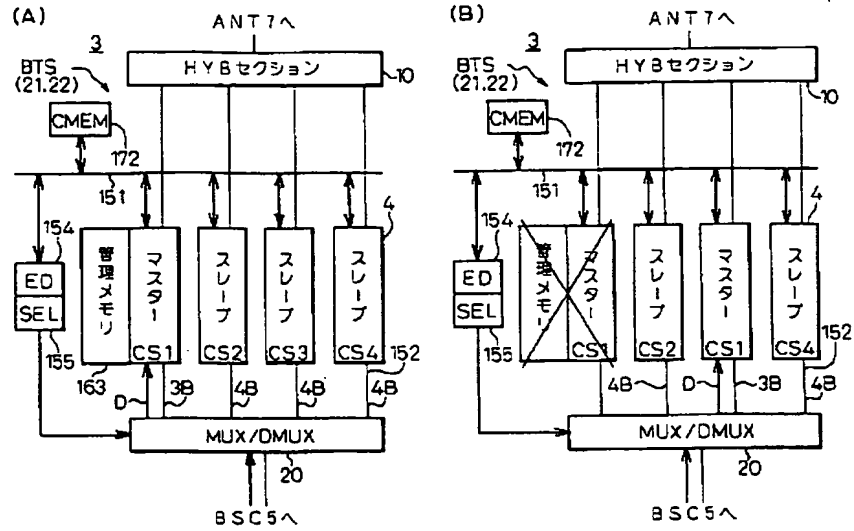 (A)
ANT7へ
3
BTS
(21.22)
HYBセクション
10
CMEM
172
151
154
ED
SEL
155
管理メモリ
マスター
CS1
163
スレーブ
CS2
スレーブ
CS3
スレーブ
CS4
4
152
D
3B
4B
4B
4B
MUX/DMUX
20
BSC5へ
(B)
ANT7へ
3
BTS
(21.22)
HYBセクション
10
CMEM
172
151
154
ED
SEL
155
管理メモリ
マスター
CS1
スレーブ
CS2
マスター
CS1
スレーブ
CS4
4
152
4B
D
3B
4B
MUX/DMUX
20
BSC5へ